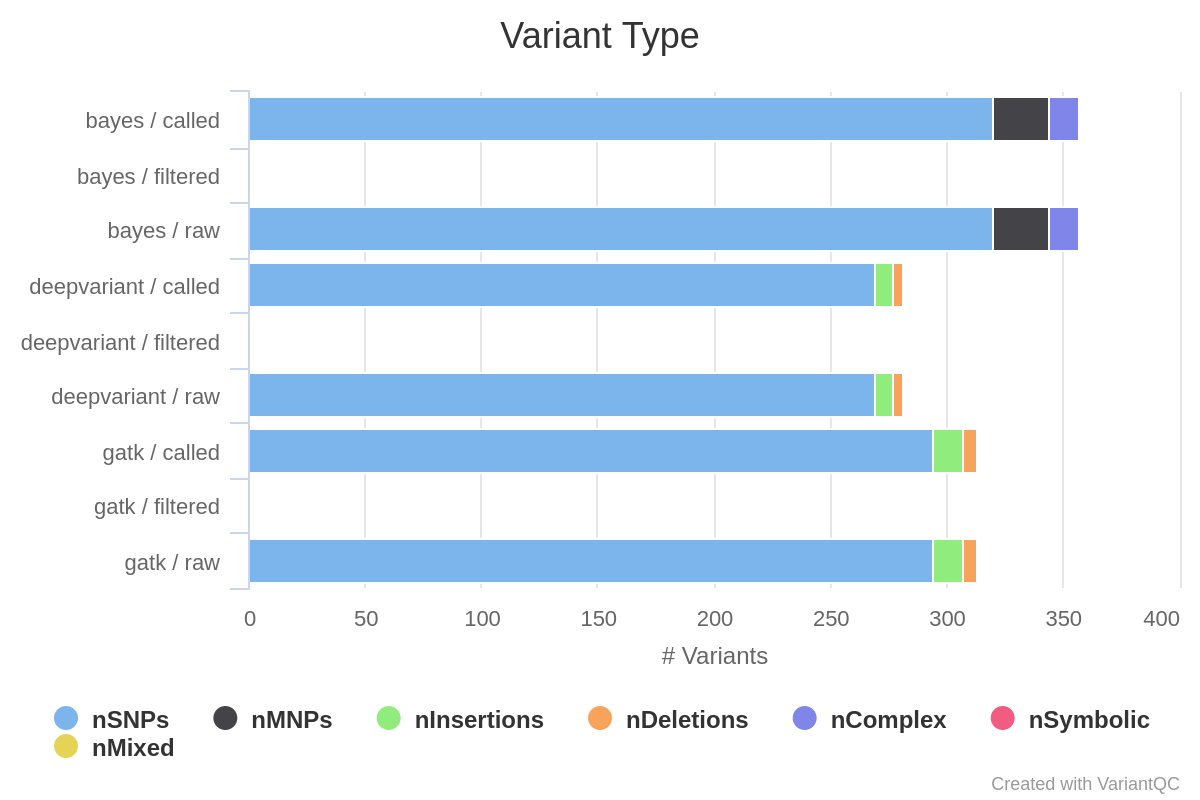 Variant Type
bayes / called
bayes / filtered
bayes / raw
deepvariant / called
deepvariant / filtered
deepvariant / raw
gatk / called
gatk / filtered
gatk / raw
0 50 100 150 200 250 300 350 400
# Variants
nSNPs nMNPs nInsertions nDeletions nComplex nSymbolic
nMixed
Created with VariantQC